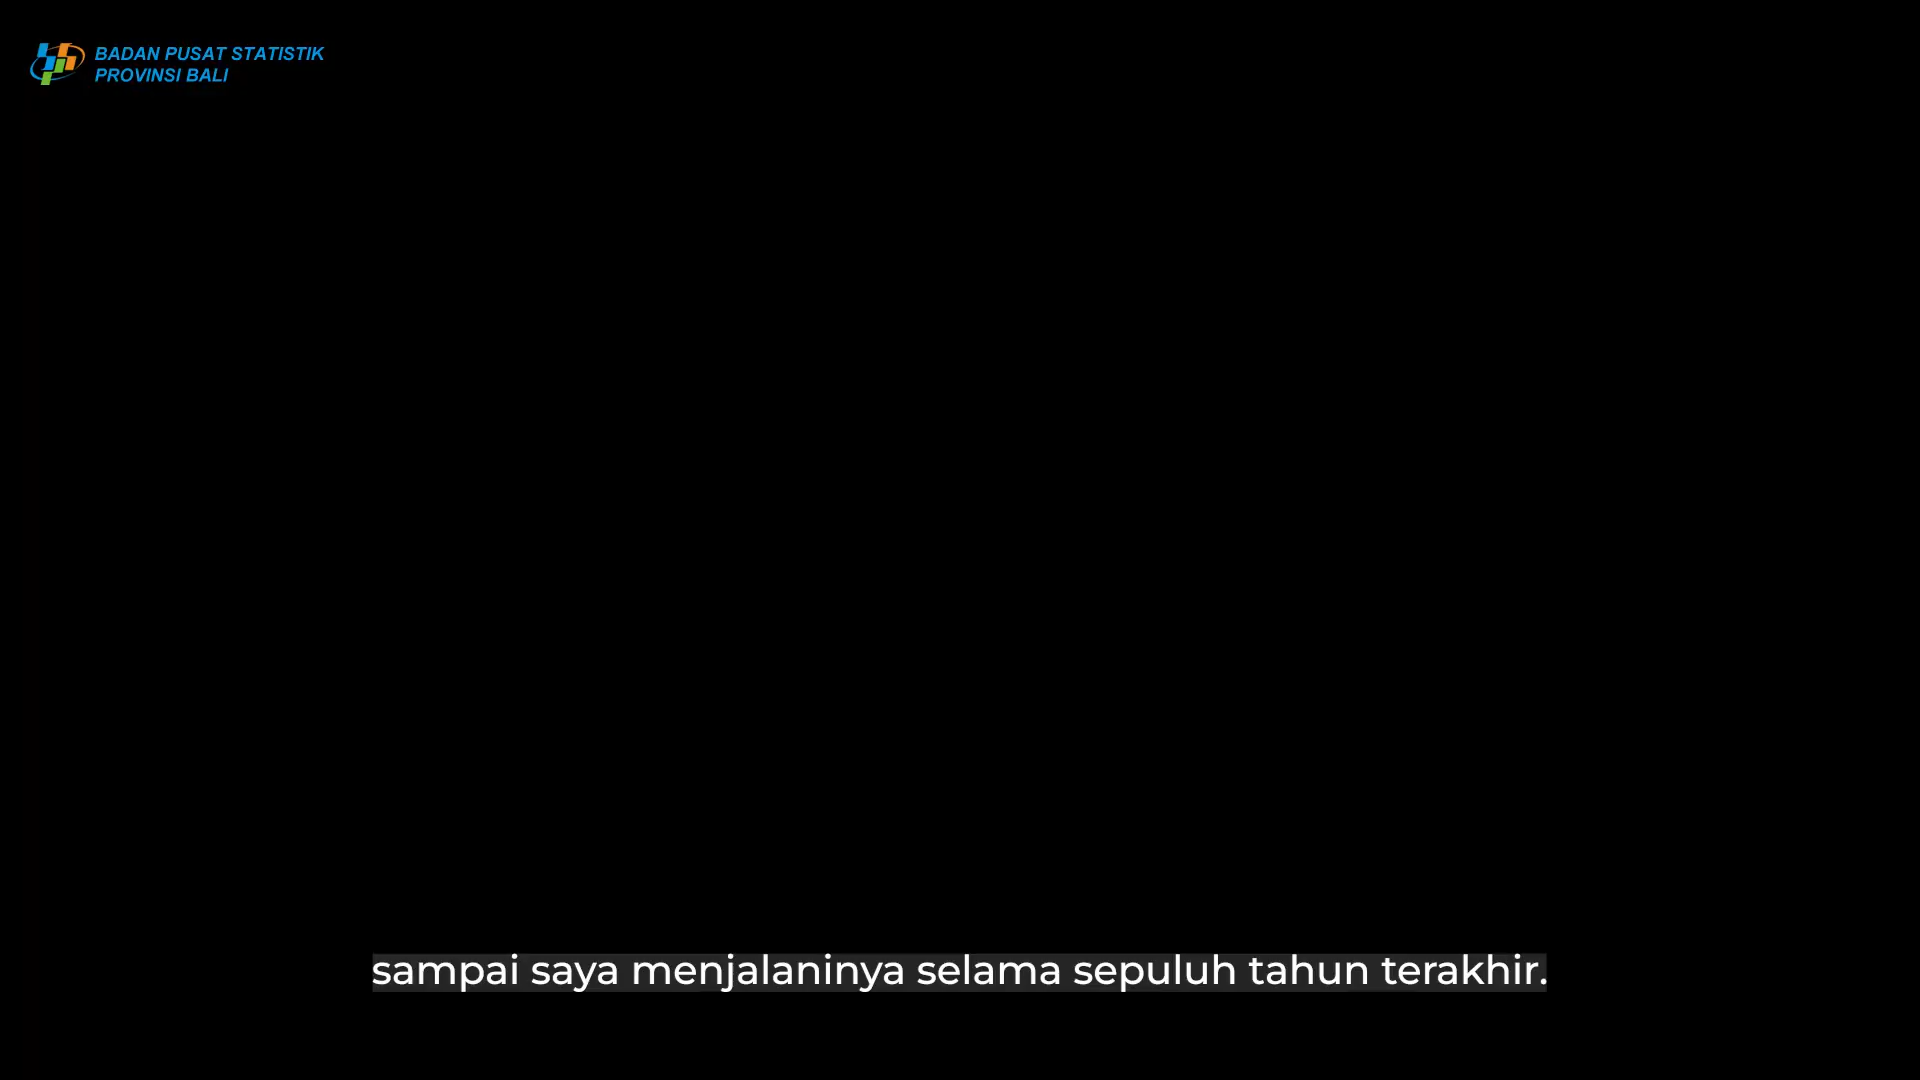 BADAN PUSAT STATISTIK
PROVINSI BALI
sampai saya menjalaninya selama sepuluh tahun terakhir.